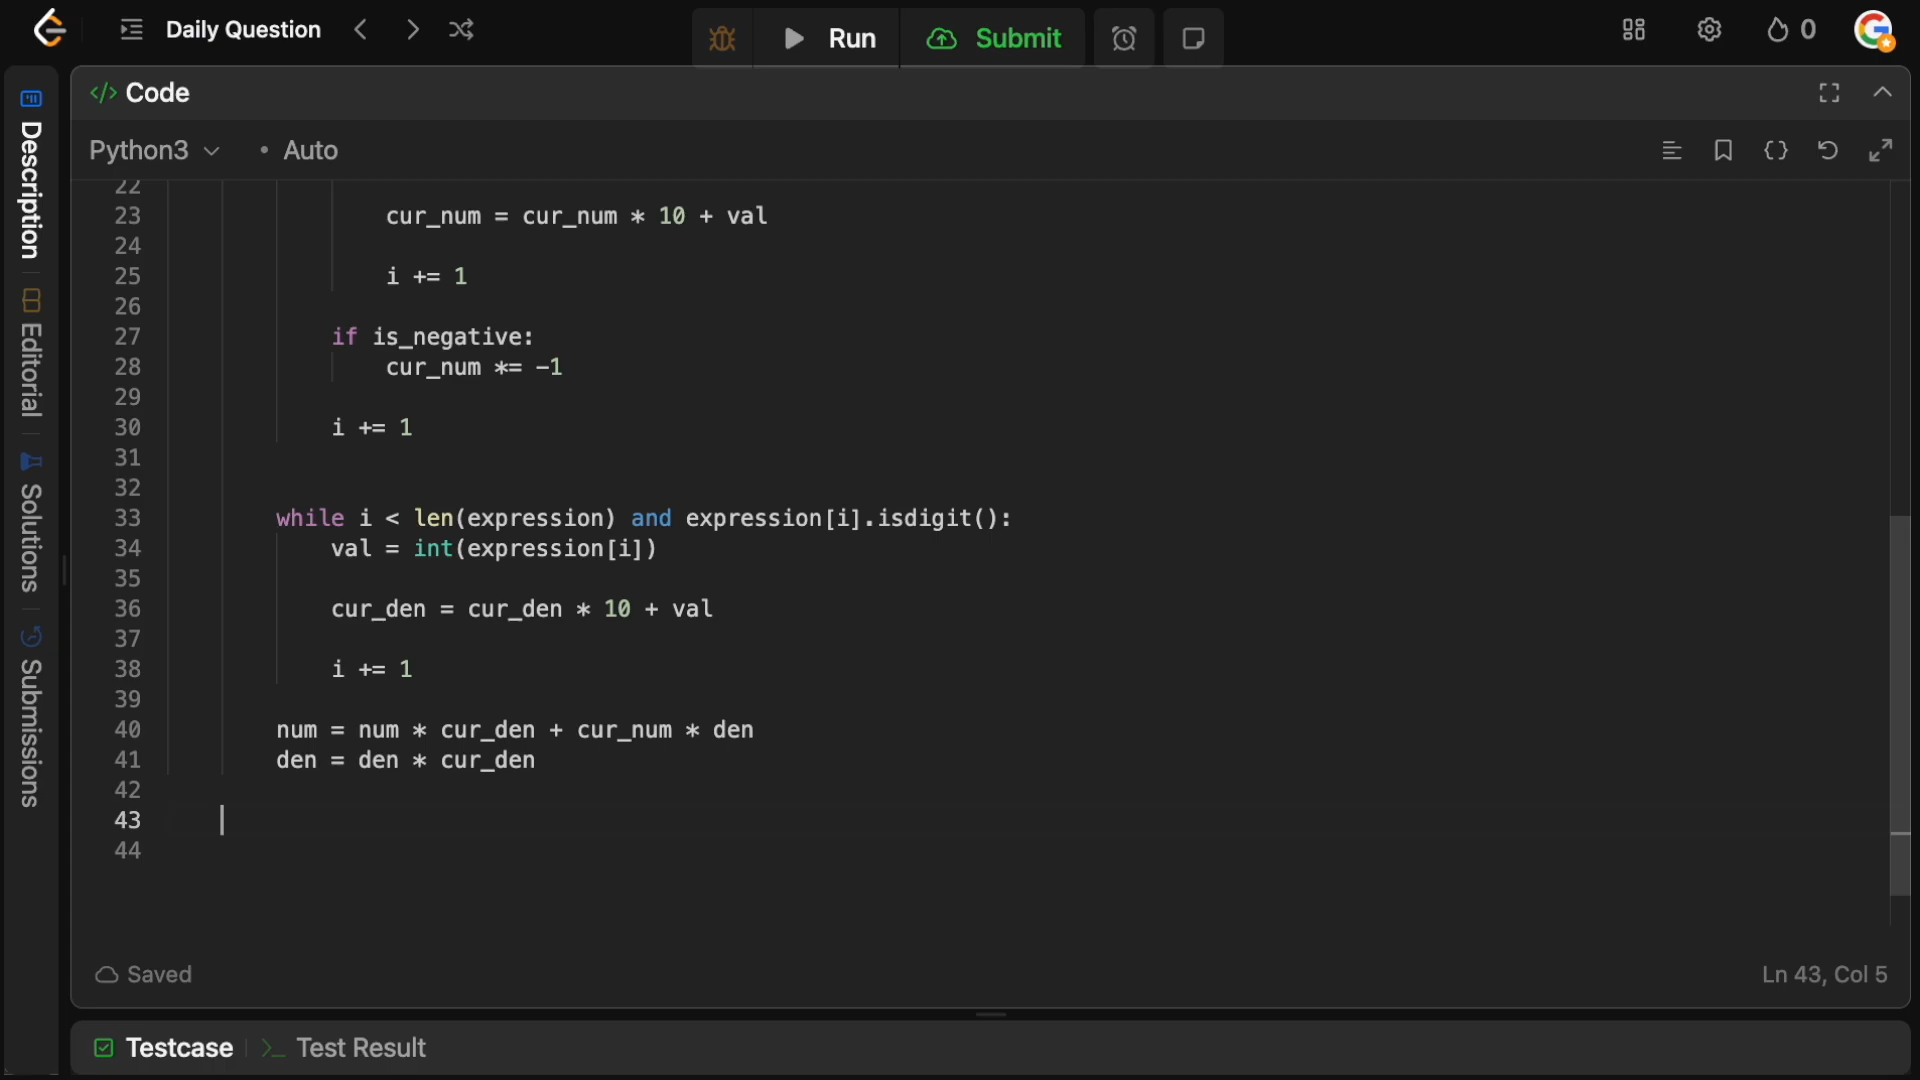 Daily Question
Run
Submit
0
Description
Editorial
Solutions
Submissions
</> Code
Python3
• Auto
22
23 cur_num = cur_num * 10 + val
24
25 i += 1
26
27 if is_negative:
28 cur_num *= -1
29
30 i += 1
31
32
33 while i < len(expression) and expression[i].isdigit():
34 val = int(expression[i])
35
36 cur_den = cur_den * 10 + val
37
38 i += 1
39
40 num = num * cur_den + cur_num * den
41 den = den * cur_den
42
43
44
Saved
Ln 43, Col 5
Testcase
Test Result